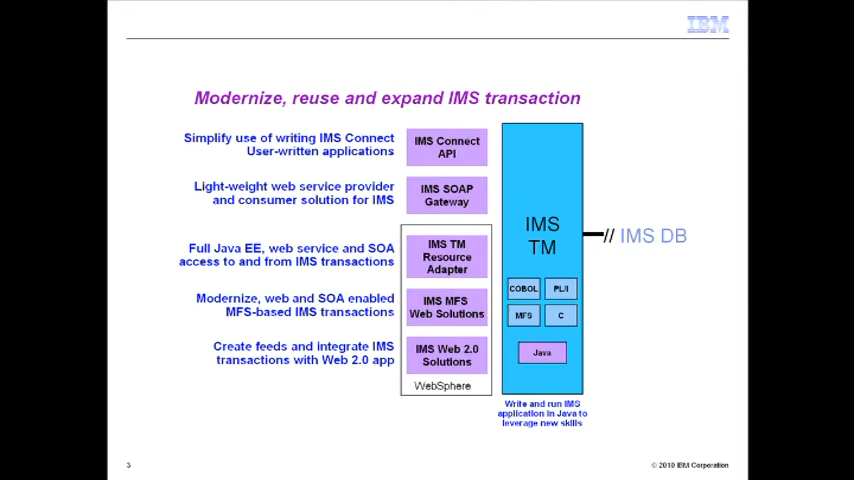 IBM
Modernize, reuse and expand IMS transaction
Simplify use of writing IMS Connect
User-written applications
IMS Connect
API
Light-weight web service provider
and consumer solution for IMS
IMS SOAP
Gateway
Full Java EE, web service and SOA
access to and from IMS transactions
IMS TM
Resource
Adapter
Modernize, web and SOA enabled
MFS-based IMS transactions
IMS MFS
Web Solutions
Create feeds and integrate IMS
transactions with Web 2.0 app
IMS Web 2.0
Solutions
WebSphere
IMS
TM
COBOL
PL/I
MFS
C
Java
// IMS DB
Write and run IMS
application in Java to
leverage new skills
3
© 2010 IBM Corporation